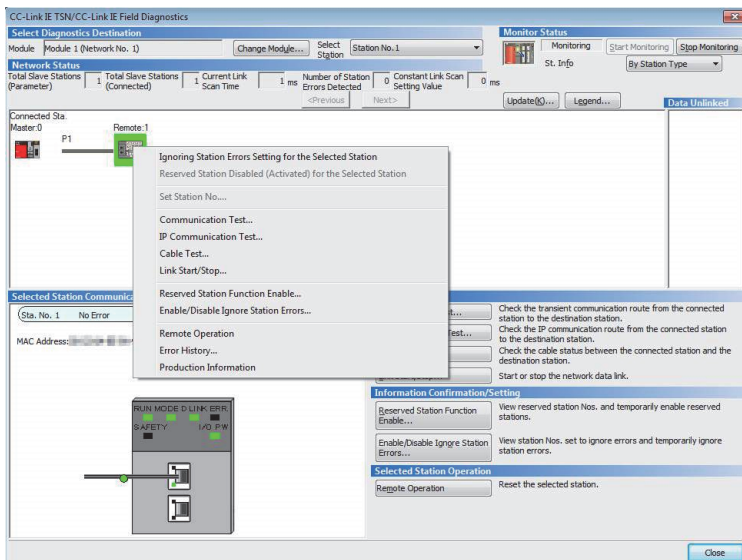 CC-Link IE TSN/CC-Link IE Field Diagnostics
Select Diagnostics Destination
Module Module 1 (Network No. 1) Change Module... Select Station Station No.1
Monitor Status
Monitoring Start Monitoring Stop Monitoring
St. Info By Station Type
Network Status
Total Slave Stations (Parameter) 1 Total Slave Stations (Connected) 1 Current Link Scan Time 1 ms Number of Station Errors Detected 0 Constant Link Scan Setting Value 0 ms
<Previous Next>
Update(K)... Legend...
Data Unlinked
Connected Sta.
Master:0 Remote:1
P1
Ignoring Station Errors Setting for the Selected Station
Reserved Station Disabled (Activated) for the Selected Station
Set Station No....
Communication Test...
IP Communication Test...
Cable Test...
Link Start/Stop...
Reserved Station Function Enable...
Enable/Disable Ignore Station Errors...
Remote Operation
Error History...
Production Information
Selected Station Communica
Sta. No. 1 No Error
MAC Address:
RUN MODE D LINK ERR.
SAFETY I/O PW
Check the transient communication route from the connected
station to the destination station.
Check the IP communication route from the connected station
to the destination station.
Check the cable status between the connected station and the
destination station.
Start or stop the network data link.
Information Confirmation/Setting
Reserved Station Function
Enable...
View reserved station Nos. and temporarily enable reserved
stations.
Enable/Disable Ignore Station
Errors...
View station Nos. set to ignore errors and temporarily ignore
station errors.
Selected Station Operation
Remote Operation
Reset the selected station.
Close